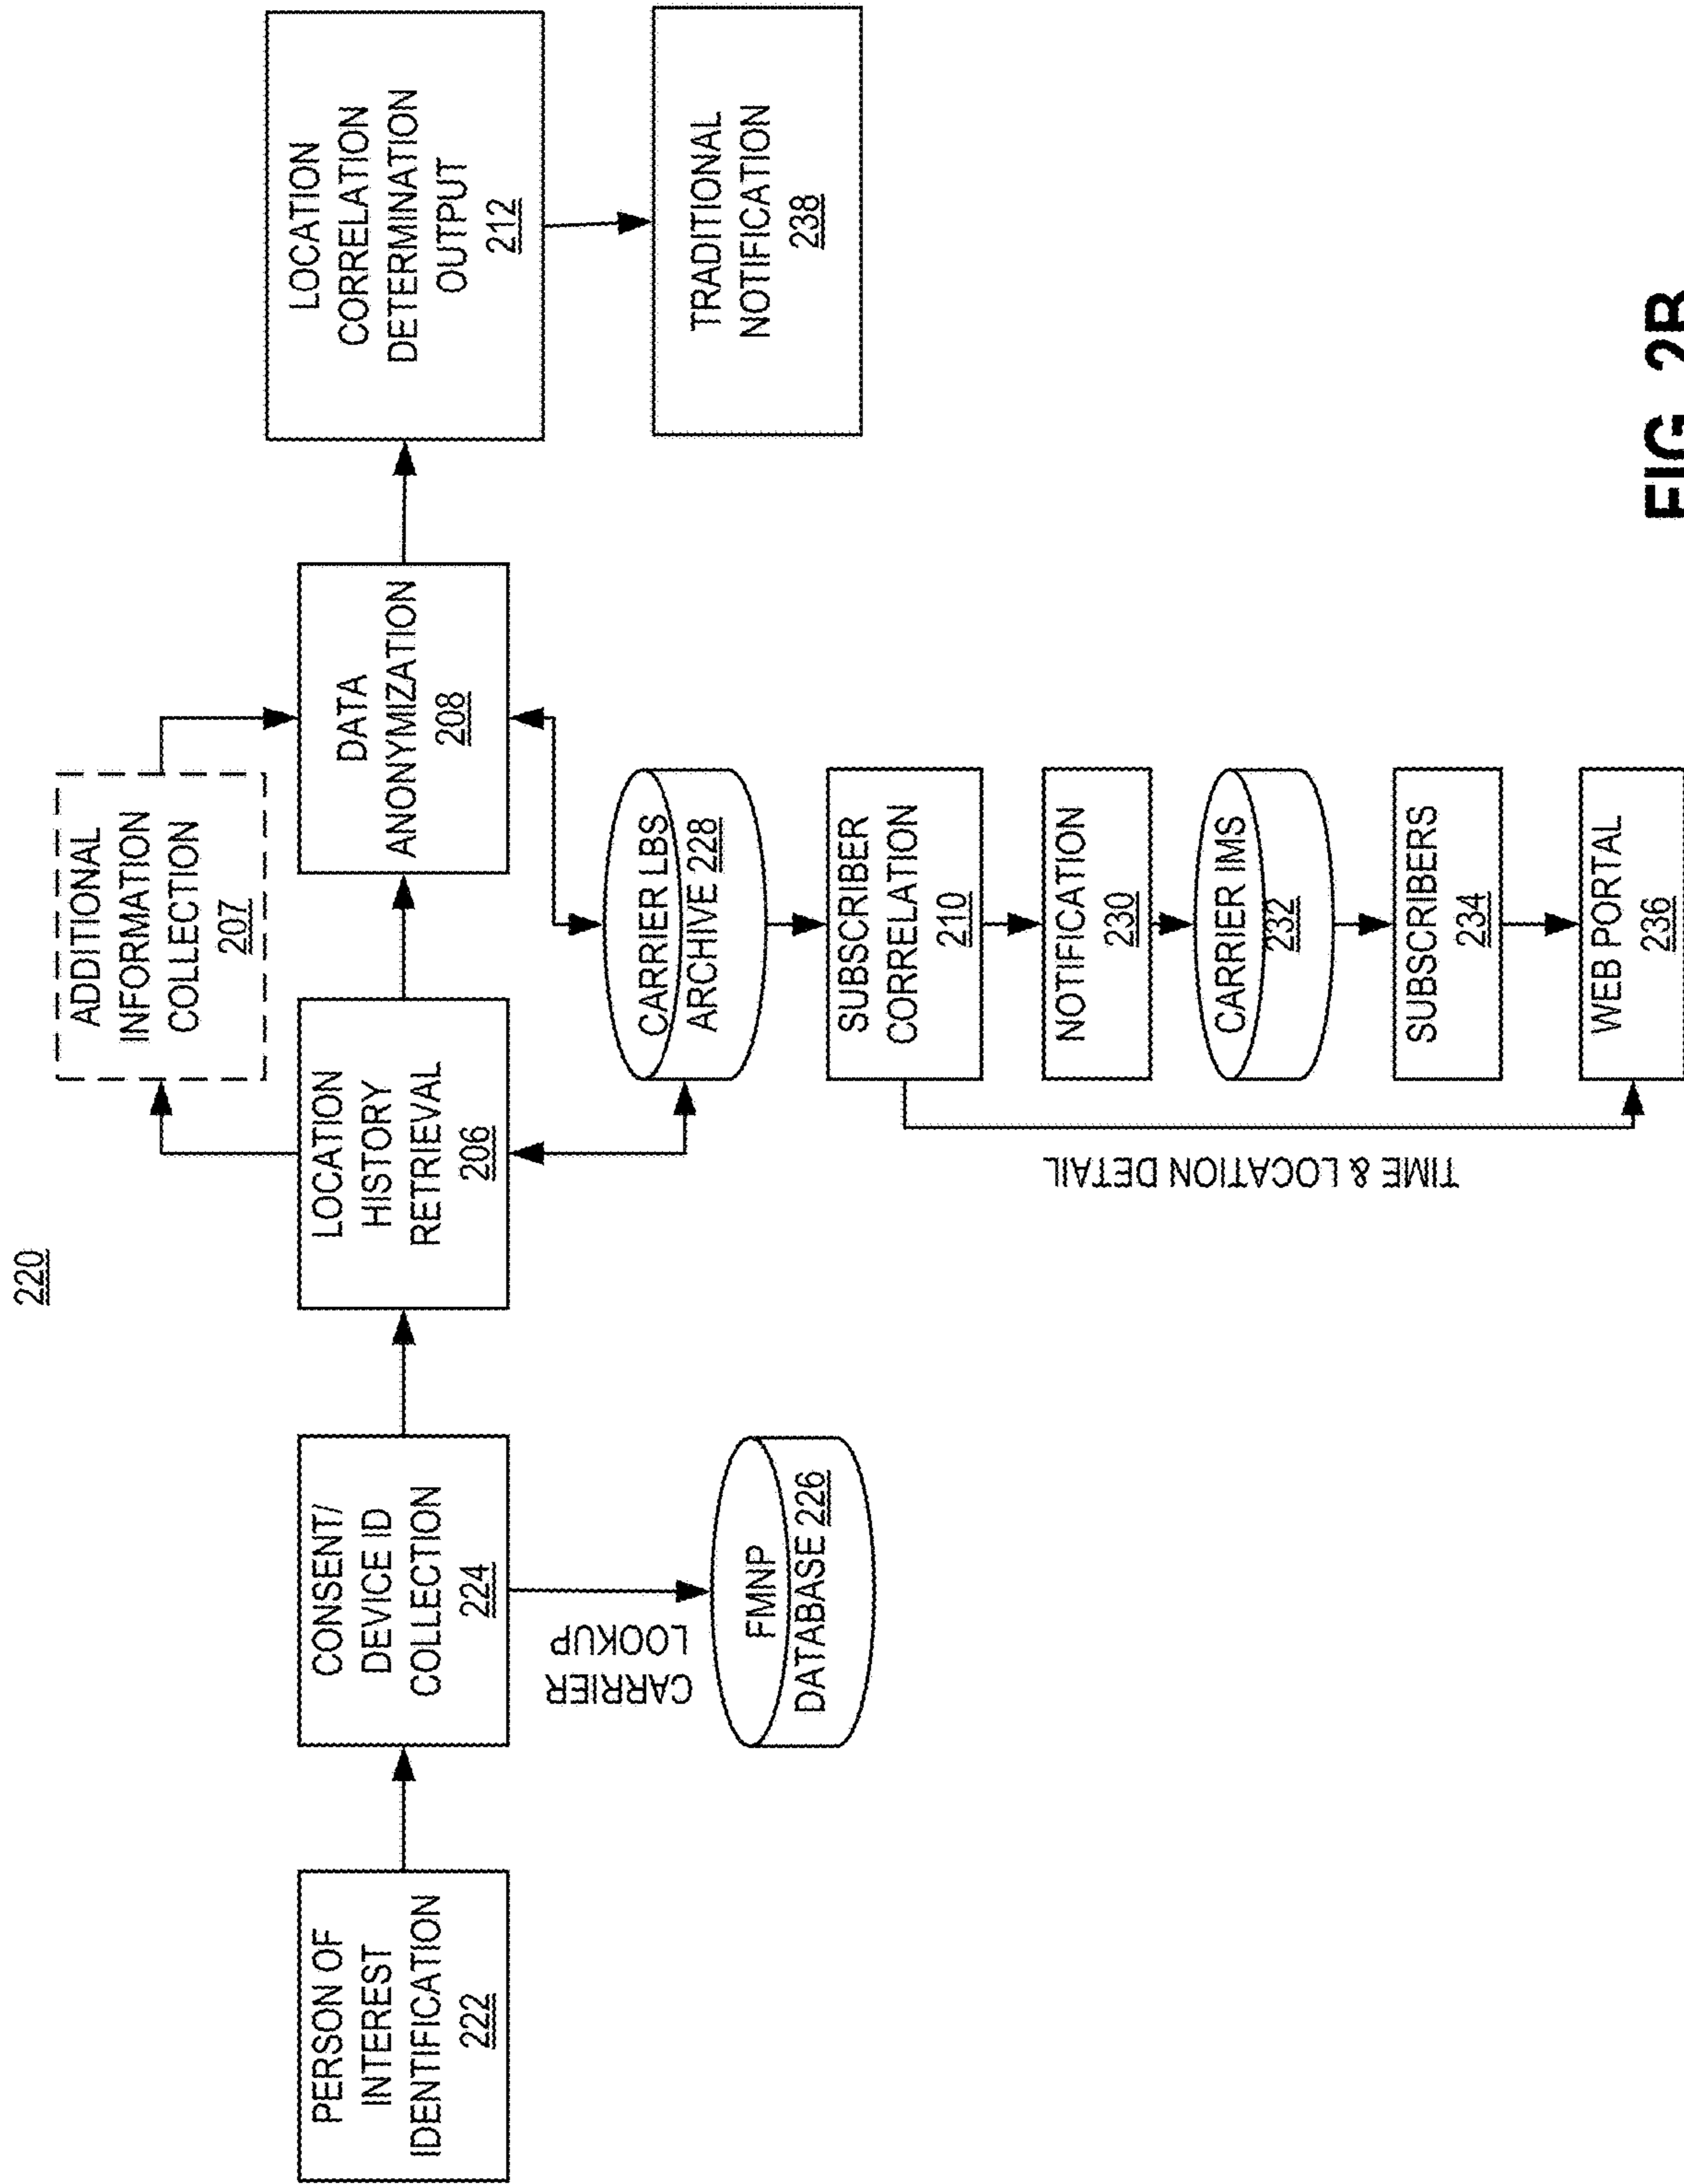 220
PERSON OF
INTEREST
IDENTIFICATION
222
CONSENT/
DEVICE ID
COLLECTION
224
CARRIER
LOOKUP
FMNP
DATABASE 226
LOCATION
HISTORY
RETRIEVAL
206
ADDITIONAL
INFORMATION
COLLECTION
207
DATA
ANONYMIZATION
208
LOCATION
CORRELATION
DETERMINATION
OUTPUT
212
TRADITIONAL
NOTIFICATION
238
CARRIER LBS
ARCHIVE 228
SUBSCRIBER
CORRELATION
210
NOTIFICATION
230
CARRIER IMS
232
SUBSCRIBERS
234
WEB PORTAL
236
TIME & LOCATION DETAIL
FIG. 2B